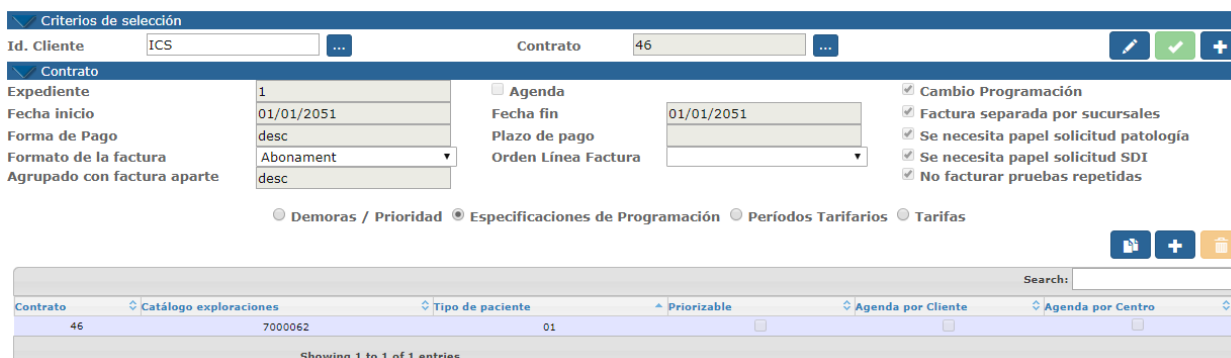 Criterios de selección
Id. Cliente ICS ... Contrato 46 ...
Contrato
Expediente 1 Agenda Cambio Programación
Fecha inicio 01/01/2051 Fecha fin 01/01/2051 Factura separada por sucursales
Forma de Pago desc Plazo de pago Se necesita papel solicitud patología
Formato de la factura Abonament Orden Línea Factura Se necesita papel solicitud SDI
Agrupado con factura aparte desc No facturar pruebas repetidas
Demoras / Prioridad Especificaciones de Programación Períodos Tarifarios Tarifas
Search:
Contrato Catálogo exploraciones Tipo de paciente Priorizable Agenda por Cliente Agenda por Centro
46 7000062 01
Showing 1 to 1 of 1 entries